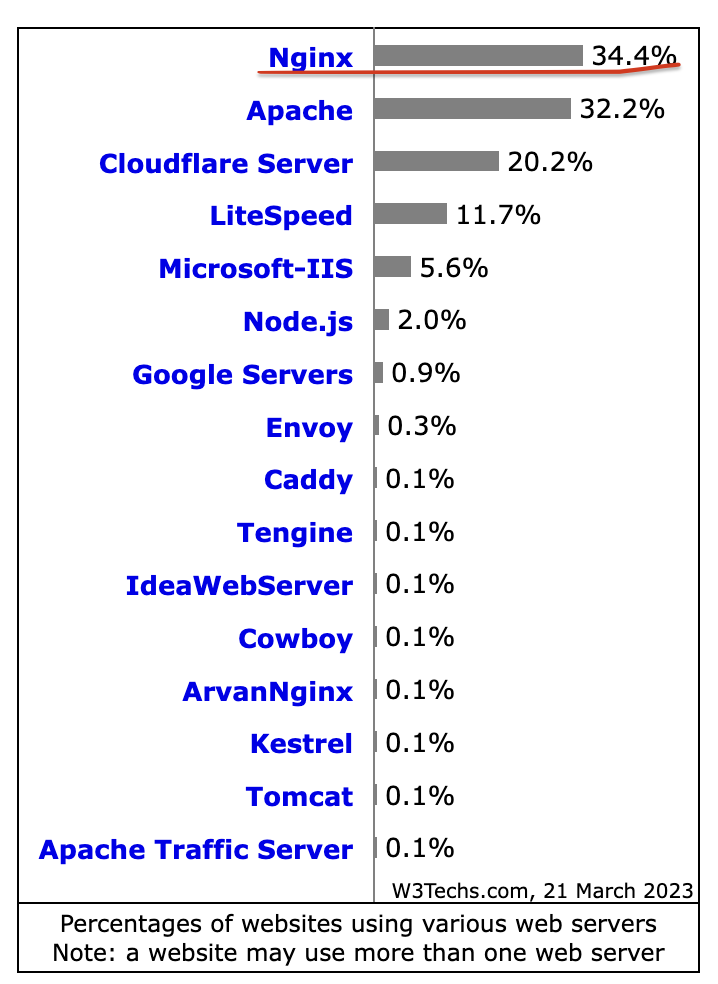 Nginx 34.4%
Apache 32.2%
Cloudflare Server 20.2%
LiteSpeed 11.7%
Microsoft-IIS 5.6%
Node.js 2.0%
Google Servers 0.9%
Envoy 0.3%
Caddy 0.1%
Tengine 0.1%
IdeaWebServer 0.1%
Cowboy 0.1%
ArvanNginx 0.1%
Kestrel 0.1%
Tomcat 0.1%
Apache Traffic Server 0.1%
W3Techs.com, 21 March 2023
Percentages of websites using various web servers
Note: a website may use more than one web server